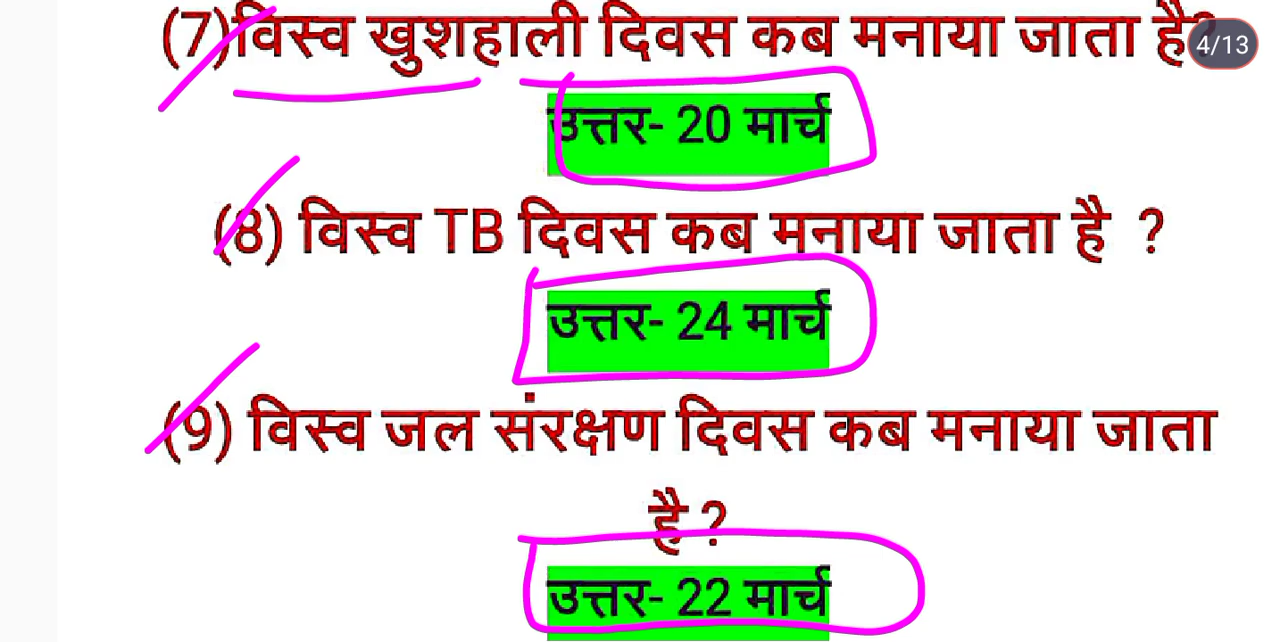 (7)विस्व खुशहाली दिवस कब मनाया जाता है?
4/13
उत्तर- 20 मार्च
(8) विस्व TB दिवस कब मनाया जाता है ?
उत्तर- 24 मार्च
(9) विस्व जल संरक्षण दिवस कब मनाया जाता
है ?
उत्तर- 22 मार्च